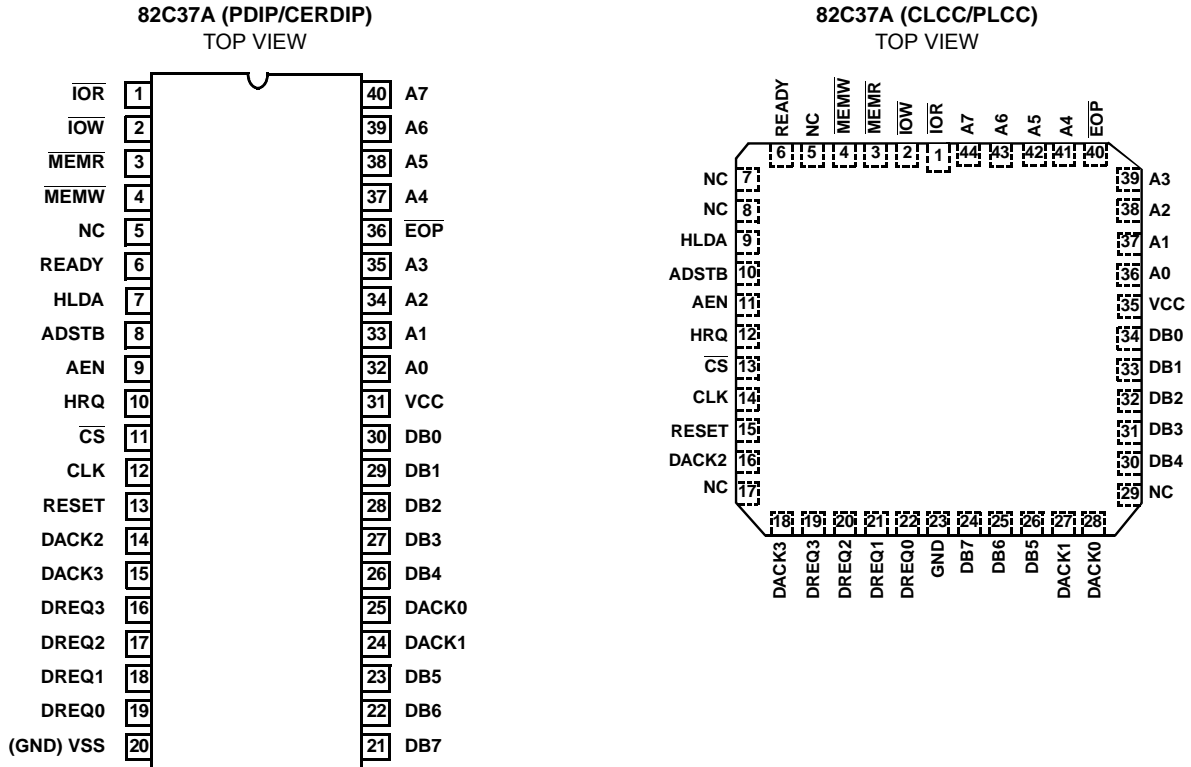 82C37A (PDIP/CERDIP)
TOP VIEW
IOR 1 40 A7
IOW 2 39 A6
MEMR 3 38 A5
MEMW 4 37 A4
NC 5 36 EOP
READY 6 35 A3
HLDA 7 34 A2
ADSTB 8 33 A1
AEN 9 32 A0
HRQ 10 31 VCC
CS 11 30 DB0
CLK 12 29 DB1
RESET 13 28 DB2
DACK2 14 27 DB3
DACK3 15 26 DB4
DREQ3 16 25 DACK0
DREQ2 17 24 DACK1
DREQ1 18 23 DB5
DREQ0 19 22 DB6
(GND) VSS 20 21 DB7
82C37A (CLCC/PLCC)
TOP VIEW
READY NC MEMW MEMR IOW IOR A7 A6 A5 A4 EOP
6 5 4 3 2 1 44 43 42 41 40
NC 7 39 A3
NC 8 38 A2
HLDA 9 37 A1
ADSTB 10 36 A0
AEN 11 35 VCC
HRQ 12 34 DB0
CS 13 33 DB1
CLK 14 32 DB2
RESET 15 31 DB3
DACK2 16 30 DB4
NC 17 29 NC
18 19 20 21 22 23 24 25 26 27 28
DACK3 DREQ3 DREQ2 DREQ1 DREQ0 GND DB7 DB6 DB5 DACK1 DACK0